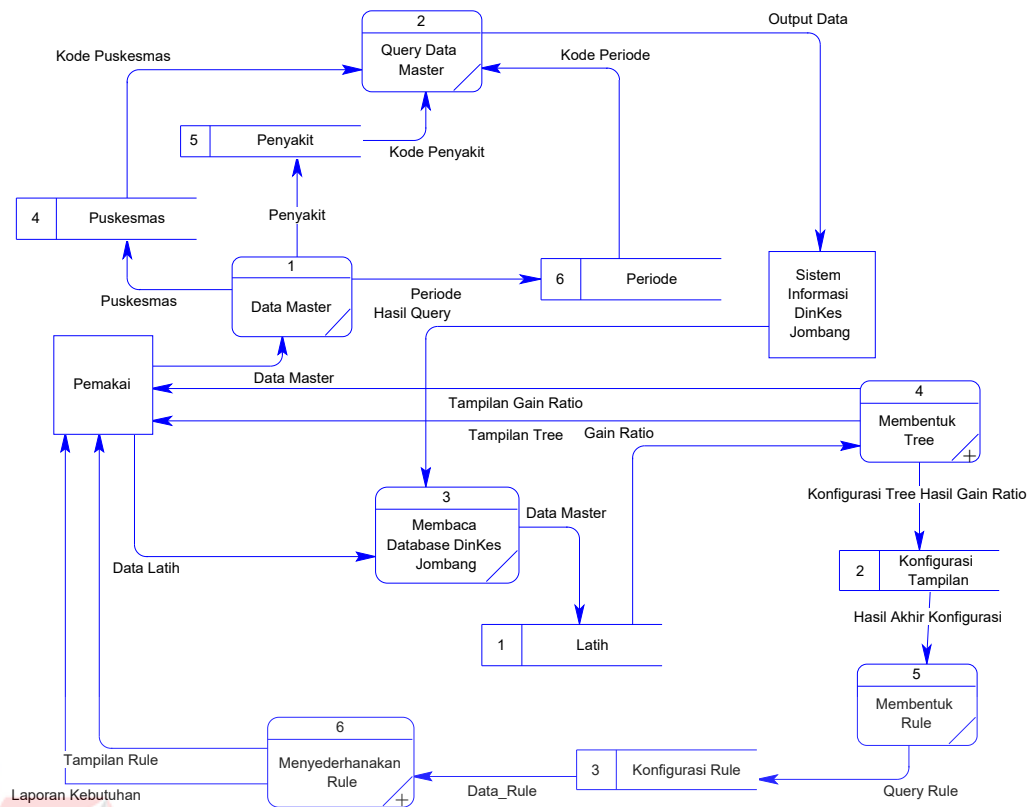 2
Output Data
Query Data
Master
Kode Puskesmas
Kode Periode
5
Penyakit
Kode Penyakit
4
Puskesmas
Penyakit
1
Data Master
Puskesmas
6
Periode
Periode
Hasil Query
Sistem
Informasi
DinKes
Jombang
Pemakai
Data Master
Tampilan Gain Ratio
Tampilan Tree
Gain Ratio
4
Membentuk
Tree
Konfigurasi Tree Hasil Gain Ratio
3
Membaca
Database DinKes
Jombang
Data Master
Data Latih
2
Konfigurasi
Tampilan
Hasil Akhir Konfigurasi
1
Latih
5
Membentuk
Rule
6
Menyederhanakan
Rule
Tampilan Rule
Laporan Kebutuhan
3
Konfigurasi Rule
Data_Rule
Query Rule